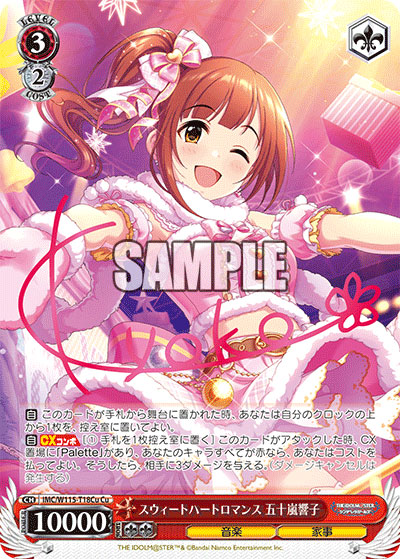 LEVEL
3
2
COST
SAMPLE
Kyoko
自 このカードが手札から舞台に置かれた時、あなたは自分のクロックの上
から1枚を、控え室に置いてよい。
自 CXコンボ [① 手札を1枚控え室に置く] このカードがアタックした時、CX
置場に「Palette」があり、あなたのキャラすべてが赤なら、あなたはコストを
払ってよい。そうしたら、相手に3ダメージを与える。(ダメージキャンセルは
発生する)
IMC/W115-T18Cu Cu
スウィートハートロマンス 五十嵐響子
POWER
10000
SOUL
音楽
家事
THE IDOLM@STER
THE IDOLM@STER™&©Bandai Namco Entertainment Inc.